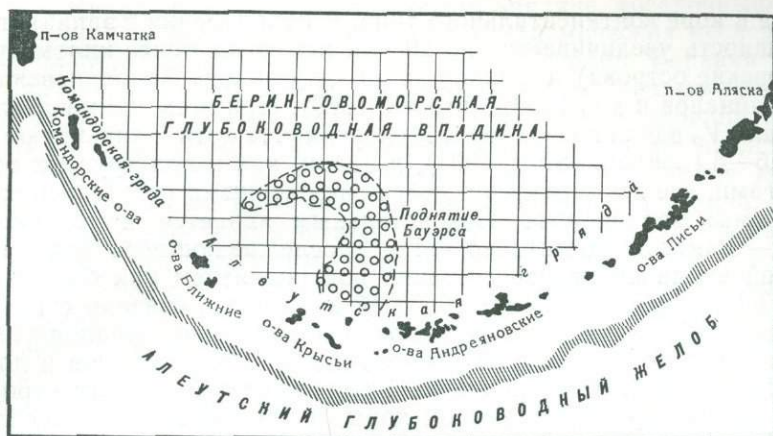 п-ов Камчатка
п-ов Аляска
БЕРИНГОВОМОРСКАЯ
ГЛУБОКОВОДНАЯ ВПАДИНА
Командорская гряда
Командорские о-ва
Поднятие
Бауэрса
Алеутская гряда
о-ва Ближние
о-ва Крысьи
о-ва Андреяновские
о-ва Лисьи
АЛЕУТСКИЙ ГЛУБОКОВОДНЫЙ ЖЕЛОБ